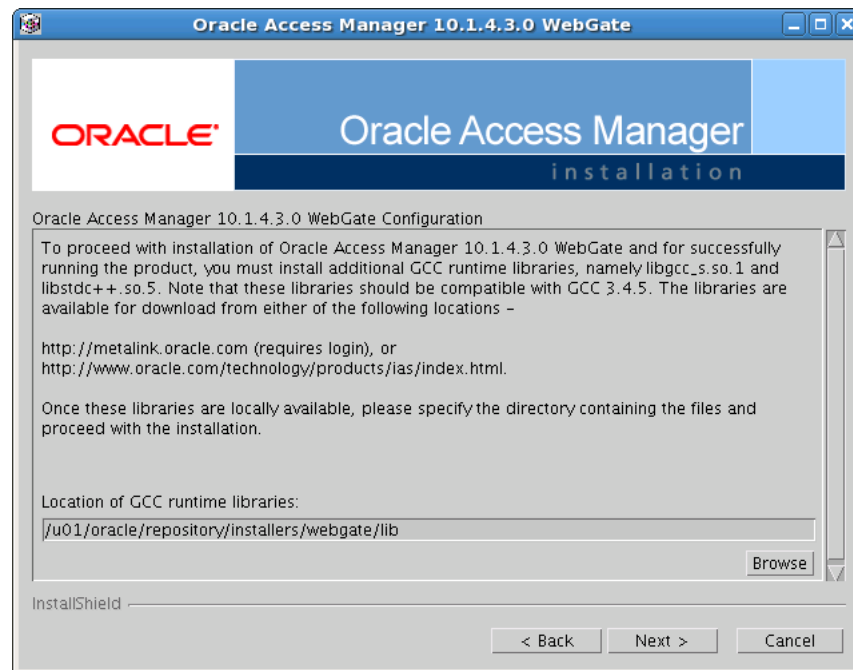 Oracle Access Manager 10.1.4.3.0 WebGate
ORACLE
Oracle Access Manager
installation
Oracle Access Manager 10.1.4.3.0 WebGate Configuration
To proceed with installation of Oracle Access Manager 10.1.4.3.0 WebGate and for successfully
running the product, you must install additional GCC runtime libraries, namely libgcc_s.so.1 and
libstdc++.so.5. Note that these libraries should be compatible with GCC 3.4.5. The libraries are
available for download from either of the following locations -
http://metalink.oracle.com (requires login), or
http://www.oracle.com/technology/products/ias/index.html.
Once these libraries are locally available, please specify the directory containing the files and
proceed with the installation.
Location of GCC runtime libraries:
/u01/oracle/repository/installers/webgate/lib
Browse
InstallShield
< Back Next > Cancel